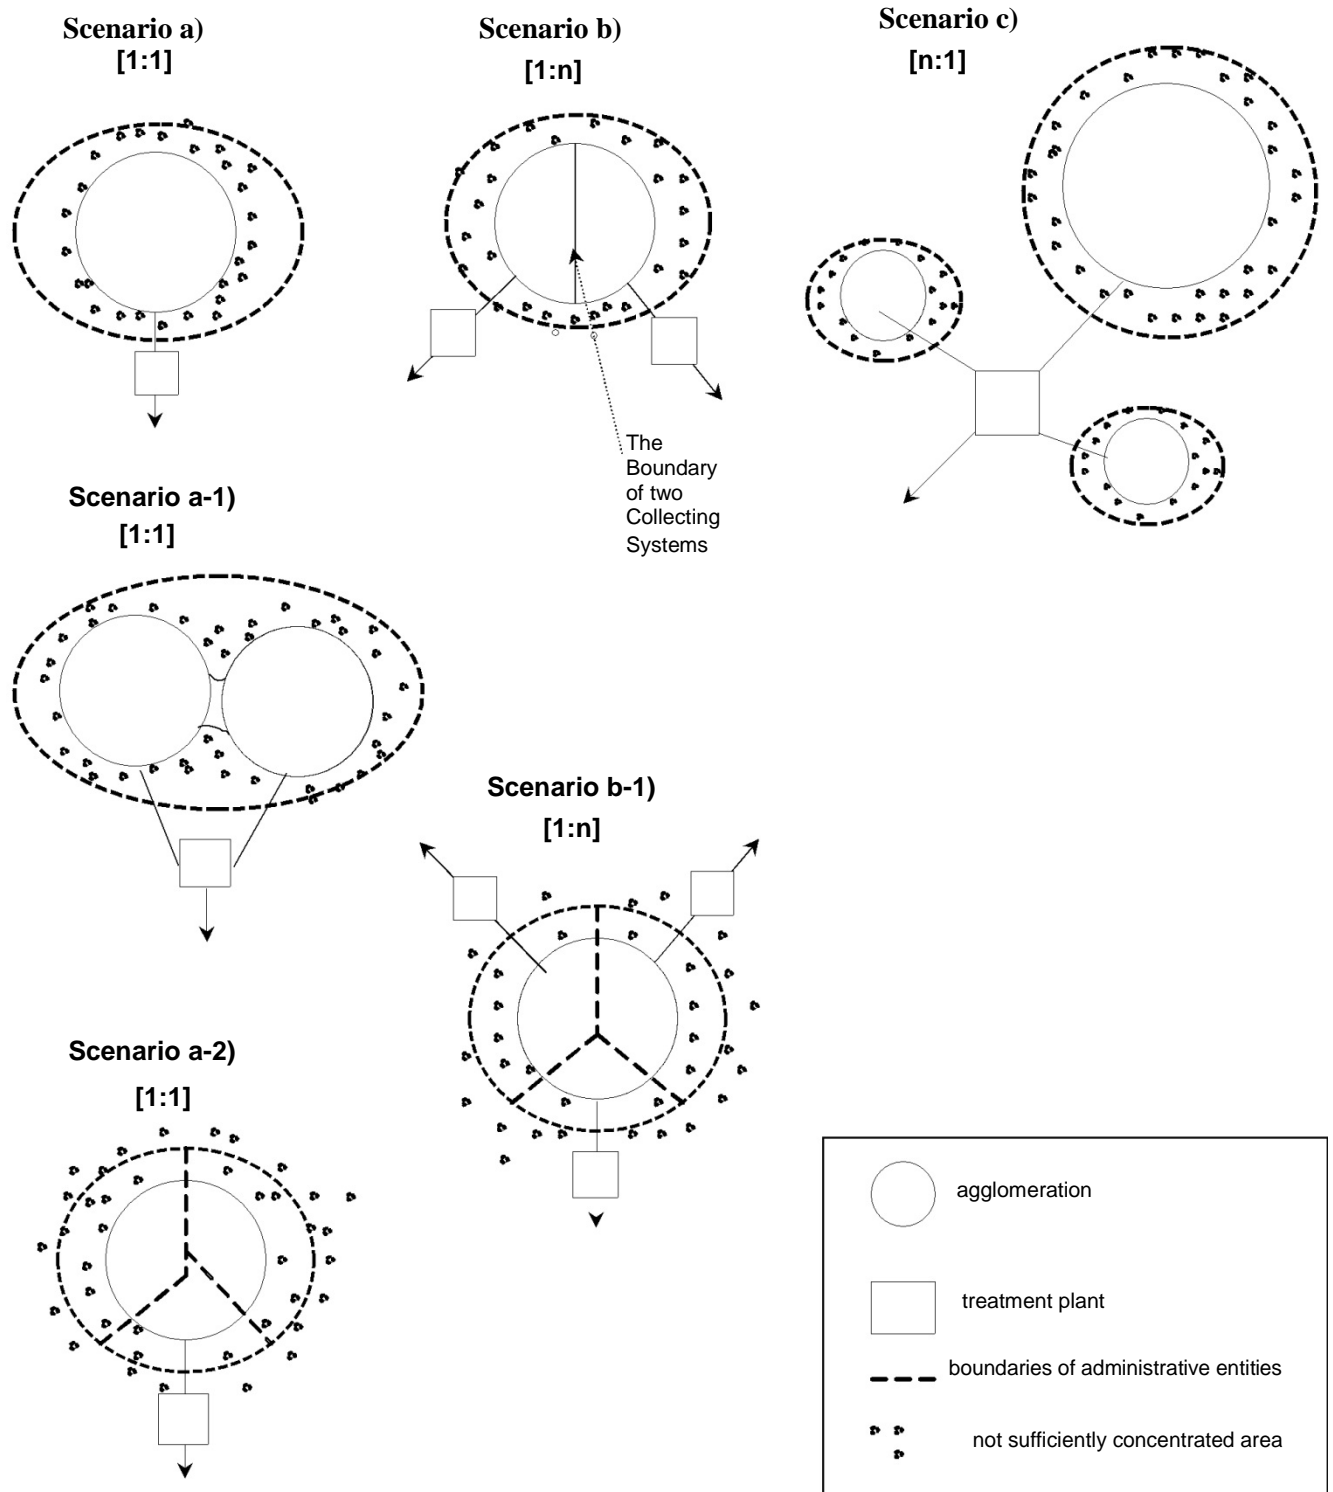 Scenario a)
[1:1]
Scenario b)
[1:n]
Scenario c)
[n:1]
The
Boundary
of two
Collecting
Systems
Scenario a-1)
[1:1]
Scenario b-1)
[1:n]
Scenario a-2)
[1:1]
agglomeration
treatment plant
boundaries of administrative entities
not sufficiently concentrated area